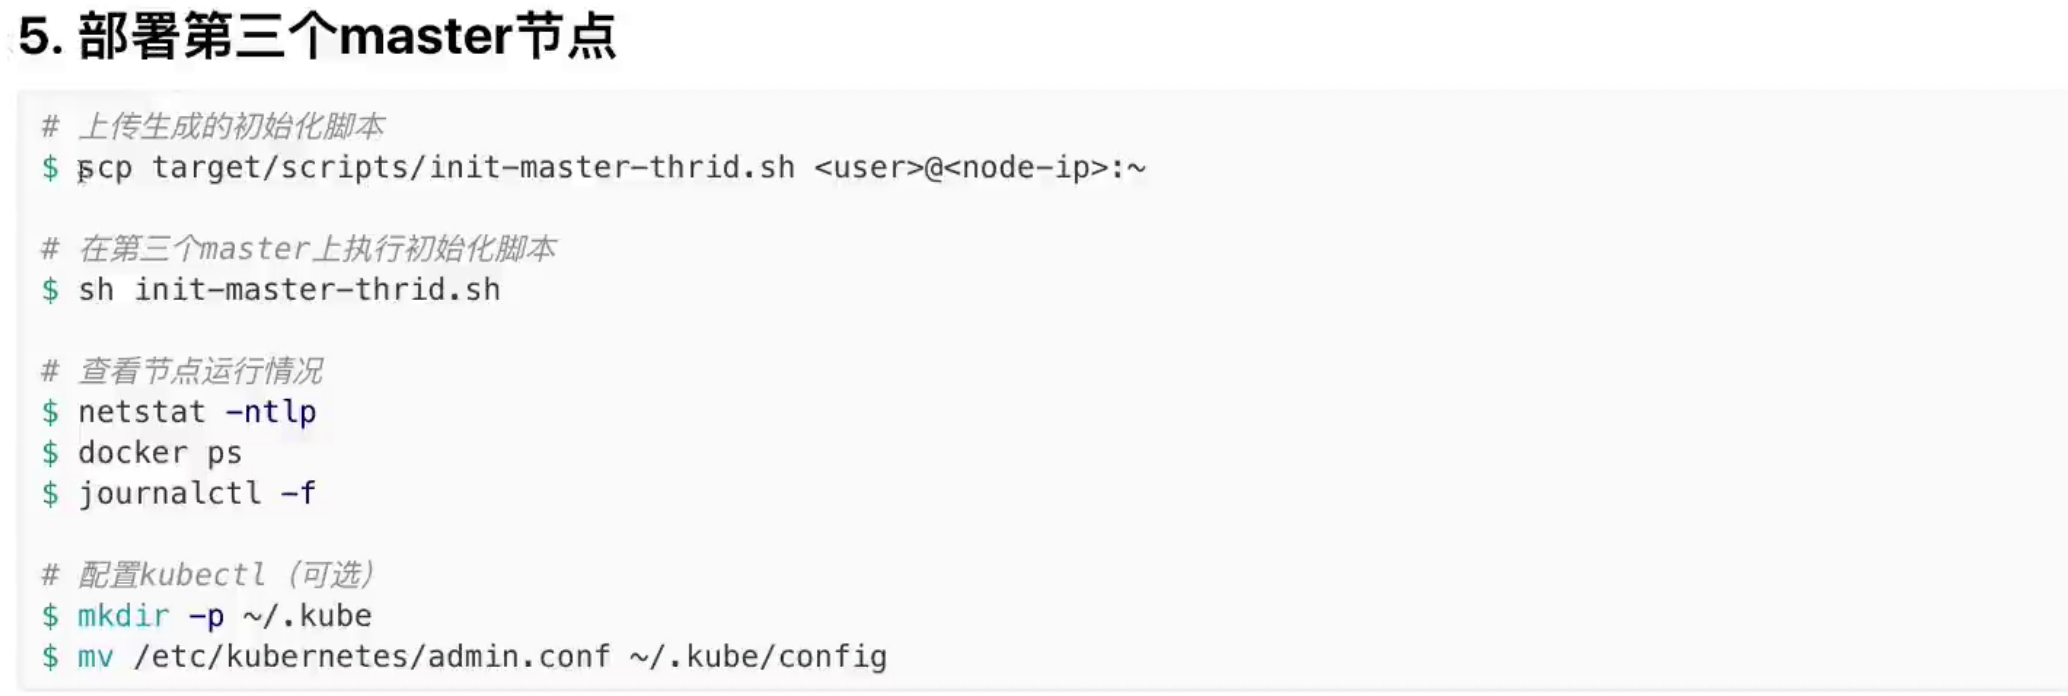 5. 部署第三个master节点
# 上传生成的初始化脚本
$ scp target/scripts/init-master-thrid.sh <user>@<node-ip>:~
# 在第三个master上执行初始化脚本
$ sh init-master-thrid.sh
# 查看节点运行情况
$ netstat -ntlp
$ docker ps
$ journalctl -f
# 配置kubectl（可选）
$ mkdir -p ~/.kube
$ mv /etc/kubernetes/admin.conf ~/.kube/config